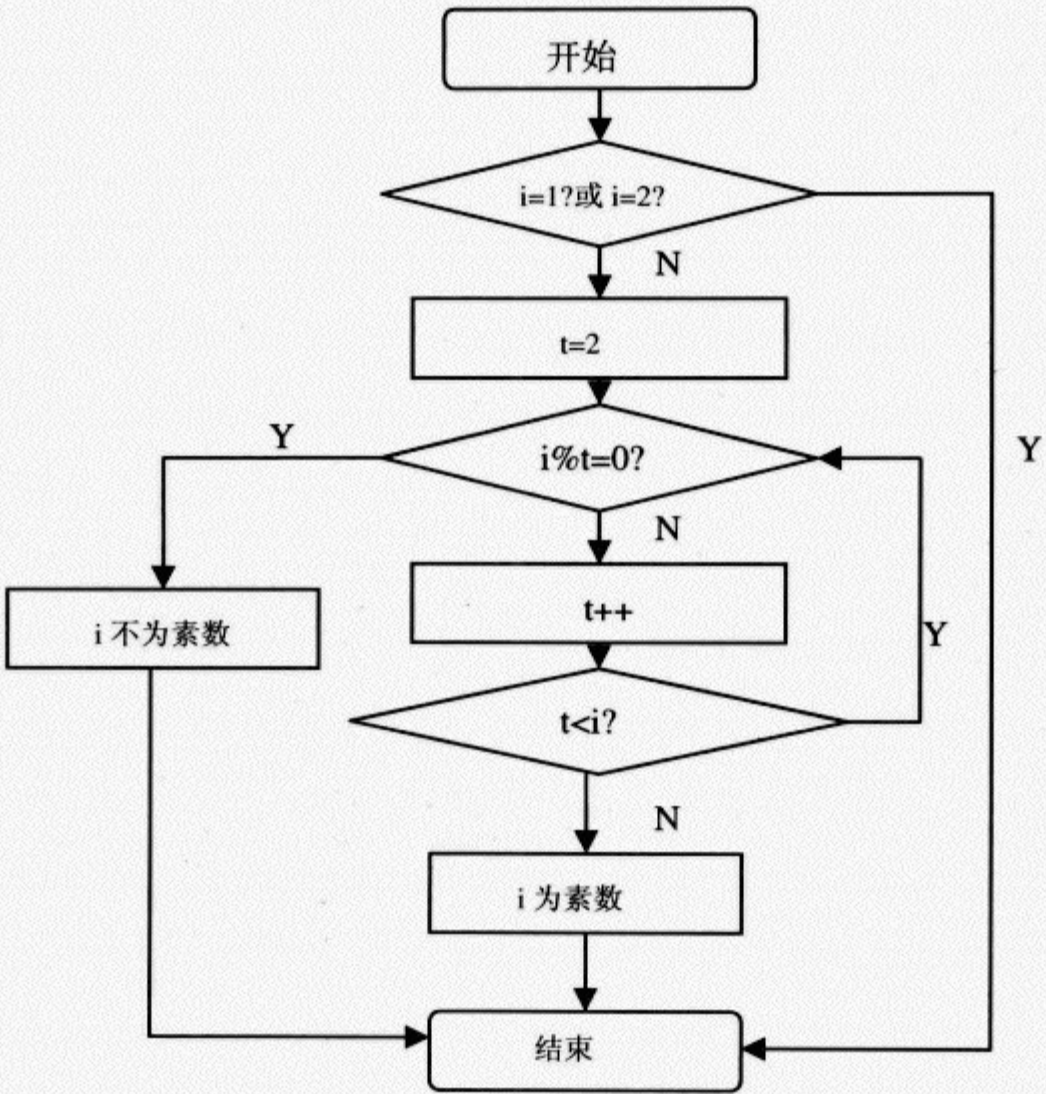 开始
i=1?或 i=2?
N
t=2
Y
i%t=0?
Y
N
t++
i 不为素数
Y
t<i?
N
i 为素数
结束